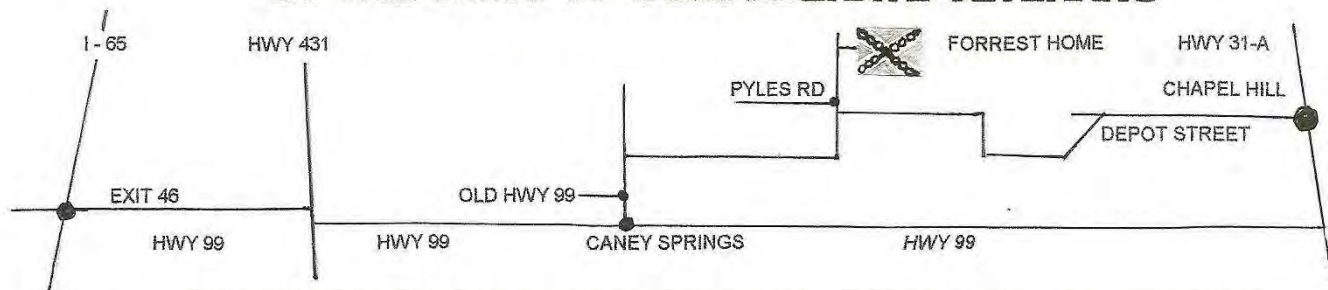 I - 65 HWY 431 FORREST HOME HWY 31-A
PYLES RD CHAPEL HILL
DEPOT STREET
EXIT 46 OLD HWY 99
HWY 99 HWY 99 CANEY SPRINGS HWY 99